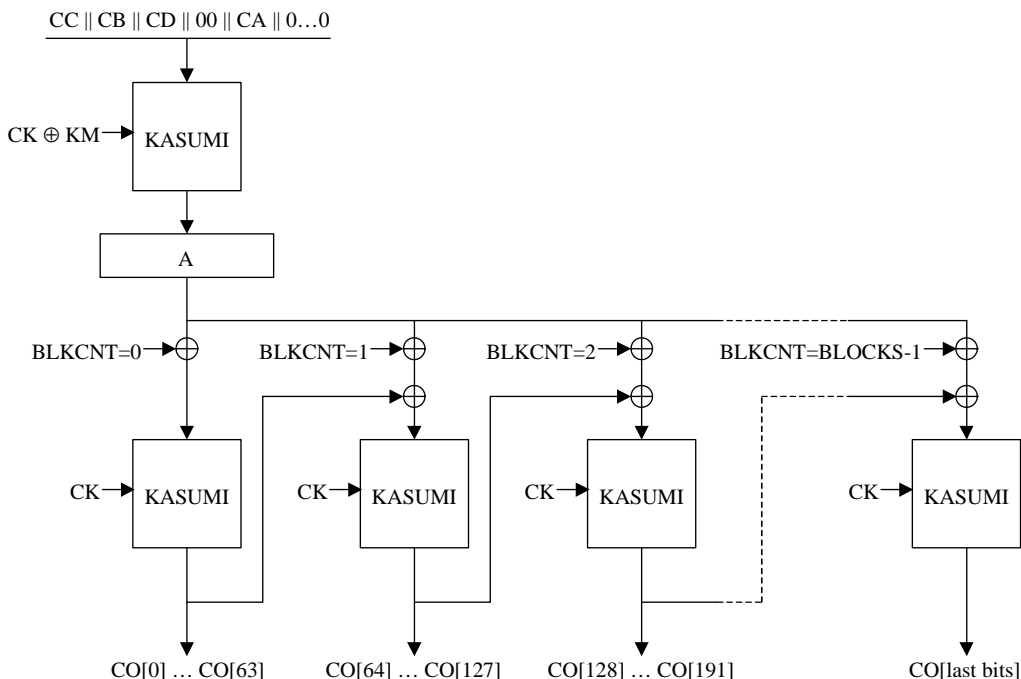 CC || CB || CD || 00 || CA || 0…0
KASUMI
CK ⊕ KM
A
BLKCNT=0
BLKCNT=1
BLKCNT=2
BLKCNT=BLOCKS-1
CK
KASUMI
CK
KASUMI
CK
KASUMI
CK
KASUMI
CO[0] … CO[63]
CO[64] … CO[127]
CO[128] … CO[191]
CO[last bits]